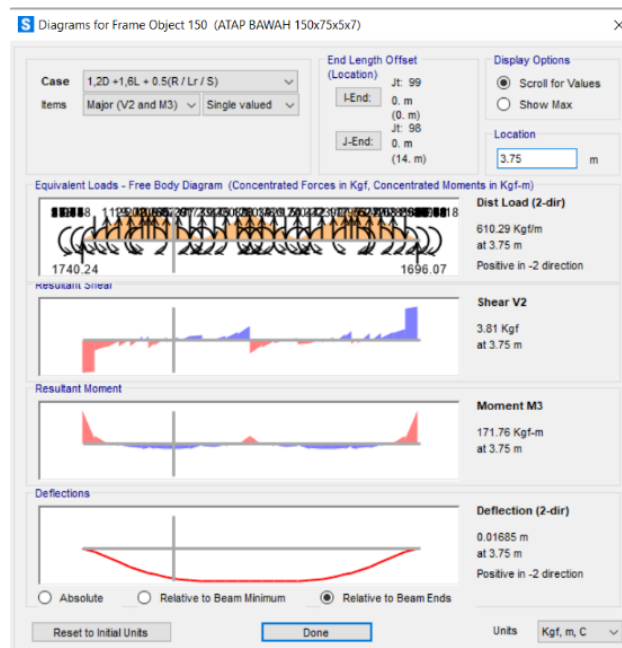 Diagrams for Frame Object 150 (ATAP BAWAH 150x75x5x7)
Case 1,2D +1,6L + 0.5(R / Lr / S)
Items Major (V2 and M3) Single valued
End Length Offset
(Location)
Jt: 99
I-End: 0. m
(0. m)
Jt: 98
J-End: 0. m
(14. m)
Display Options
Scroll for Values
Show Max
Location
3.75 m
Equivalent Loads - Free Body Diagram (Concentrated Forces in Kgf, Concentrated Moments in Kgf-m)
1740.24
1696.07
Dist Load (2-dir)
610.29 Kgf/m
at 3.75 m
Positive in -2 direction
Resultant Shear
Shear V2
3.81 Kgf
at 3.75 m
Resultant Moment
Moment M3
171.76 Kgf-m
at 3.75 m
Deflections
Deflection (2-dir)
0.01685 m
at 3.75 m
Positive in -2 direction
Absolute Relative to Beam Minimum Relative to Beam Ends
Reset to Initial Units Done Units Kgf, m, C